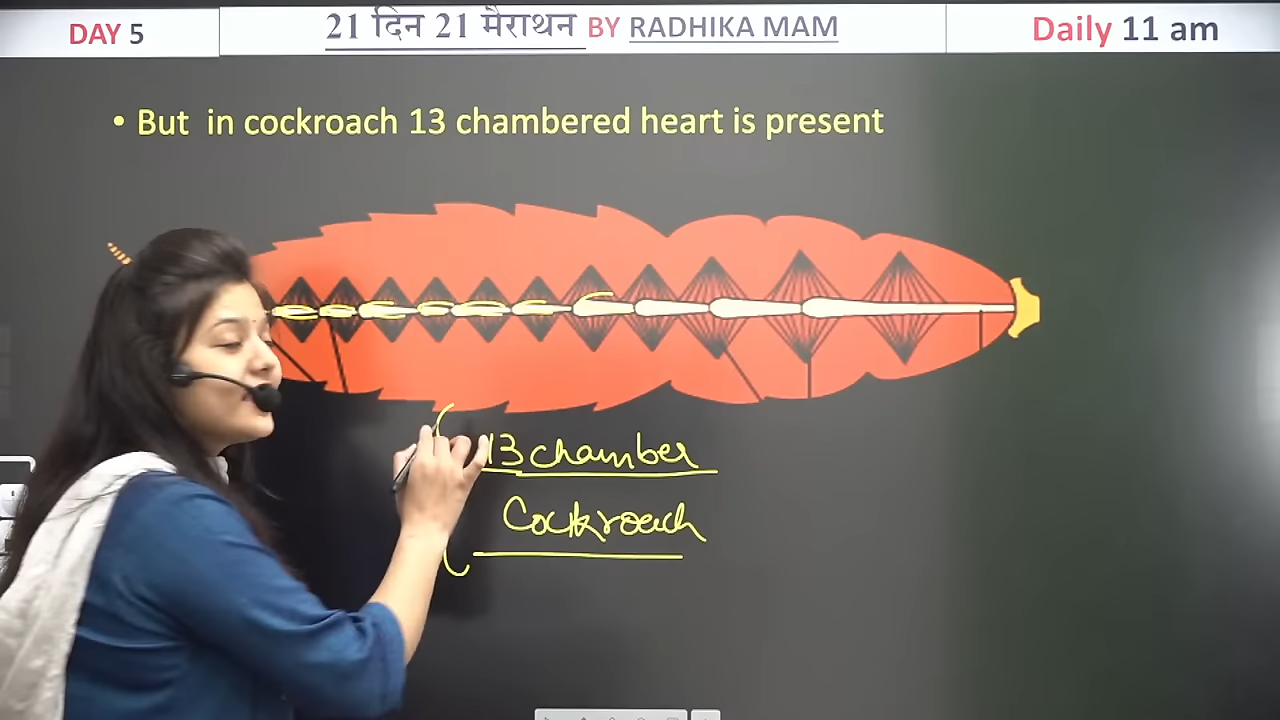 DAY 5
21 दिन 21 मैराथन BY RADHIKA MAM
Daily 11 am
• But in cockroach 13 chambered heart is present
13 chamber
Cockroach